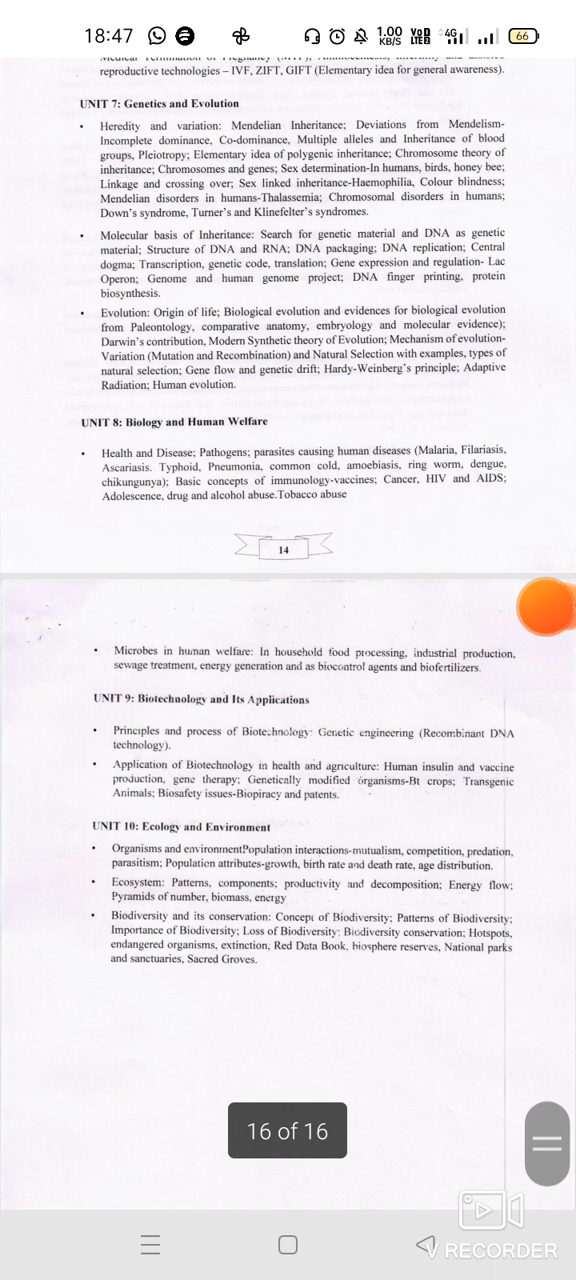 18:47 1.00 KB/S VoD LTE2 4G 66
reproductive technologies – IVF, ZIFT, GIFT (Elementary idea for general awareness).
UNIT 7: Genetics and Evolution
• Heredity and variation: Mendelian Inheritance; Deviations from Mendelism-
Incomplete dominance, Co-dominance, Multiple alleles and Inheritance of blood
groups, Pleiotropy; Elementary idea of polygenic inheritance; Chromosome theory of
inheritance; Chromosomes and genes; Sex determination-In humans, birds, honey bee;
Linkage and crossing over; Sex linked inheritance-Haemophilia, Colour blindness;
Mendelian disorders in humans-Thalassemia; Chromosomal disorders in humans;
Down's syndrome, Turner's and Klinefelter's syndromes.
• Molecular basis of Inheritance: Search for genetic material and DNA as genetic
material; Structure of DNA and RNA; DNA packaging; DNA replication; Central
dogma; Transcription, genetic code, translation; Gene expression and regulation- Lac
Operon; Genome and human genome project; DNA finger printing, protein
biosynthesis.
• Evolution: Origin of life; Biological evolution and evidences for biological evolution
from Paleontology, comparative anatomy, embryology and molecular evidence);
Darwin's contribution, Modern Synthetic theory of Evolution; Mechanism of evolution-
Variation (Mutation and Recombination) and Natural Selection with examples, types of
natural selection; Gene flow and genetic drift; Hardy-Weinberg's principle; Adaptive
Radiation; Human evolution.
UNIT 8: Biology and Human Welfare
• Health and Disease; Pathogens; parasites causing human diseases (Malaria, Filariasis,
Ascariasis. Typhoid, Pneumonia, common cold, amoebiasis, ring worm, dengue,
chikungunya); Basic concepts of immunology-vaccines; Cancer, HIV and AIDS;
Adolescence, drug and alcohol abuse.Tobacco abuse
14
• Microbes in human welfare: In household food processing, industrial production,
sewage treatment, energy generation and as biocontrol agents and biofertilizers.
UNIT 9: Biotechnology and Its Applications
• Principles and process of Biotechnology: Genetic engineering (Recombinant DNA
technology).
• Application of Biotechnology in health and agriculture: Human insulin and vaccine
production, gene therapy; Genetically modified organisms-Bt crops; Transgenic
Animals; Biosafety issues-Biopiracy and patents.
UNIT 10: Ecology and Environment
• Organisms and environmentPopulation interactions-mutualism, competition, predation,
parasitism; Population attributes-growth, birth rate and death rate, age distribution.
• Ecosystem: Patterns, components; productivity and decomposition; Energy flow;
Pyramids of number, biomass, energy
• Biodiversity and its conservation: Concept of Biodiversity; Patterns of Biodiversity;
Importance of Biodiversity; Loss of Biodiversity; Biodiversity conservation; Hotspots,
endangered organisms, extinction, Red Data Book, biosphere reserves, National parks
and sanctuaries, Sacred Groves.
16 of 16
V RECORDER